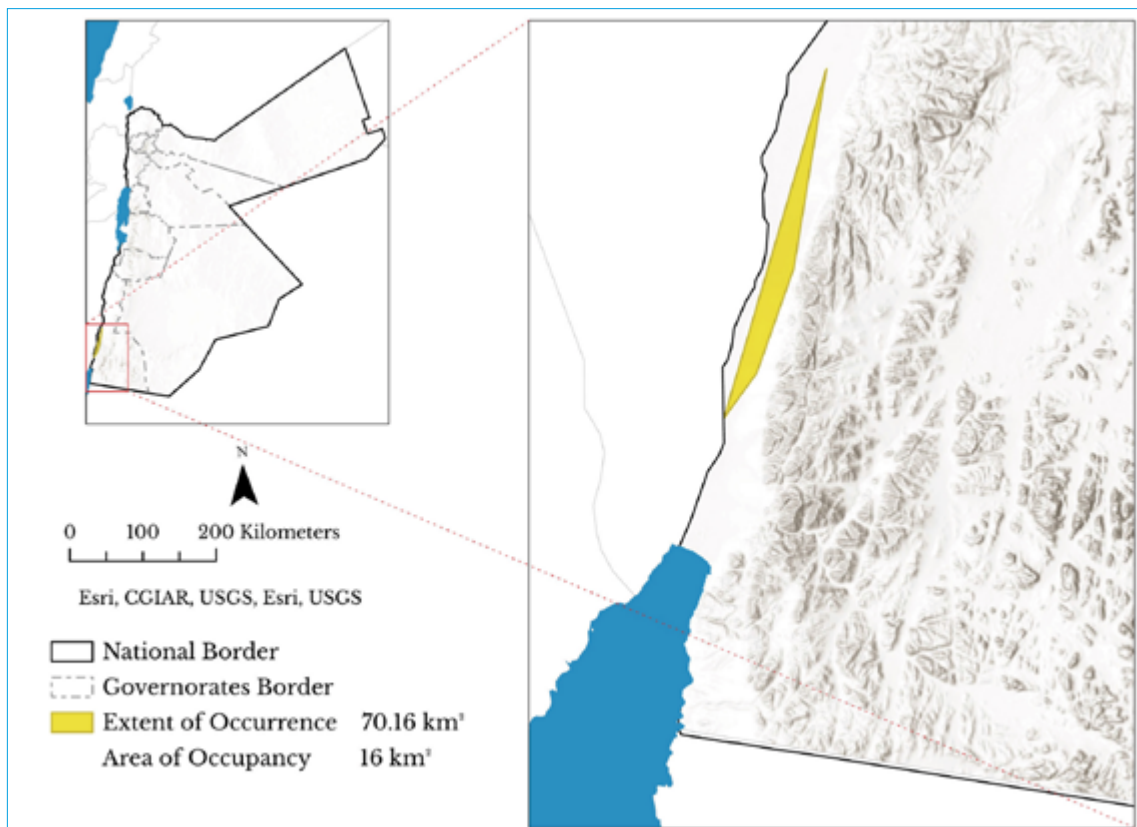 N
0 100 200 Kilometers
Esri, CGIAR, USGS, Esri, USGS
National Border
Governorates Border
Extent of Occurrence 70.16 km²
Area of Occupancy 16 km²